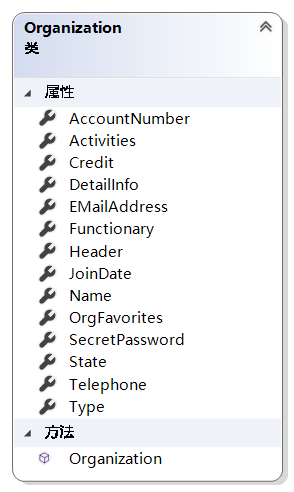 Organization
类
属性
AccountNumber
Activities
Credit
DetailInfo
EMailAddress
Functionary
Header
JoinDate
Name
OrgFavorites
SecretPassword
State
Telephone
Type
方法
Organization